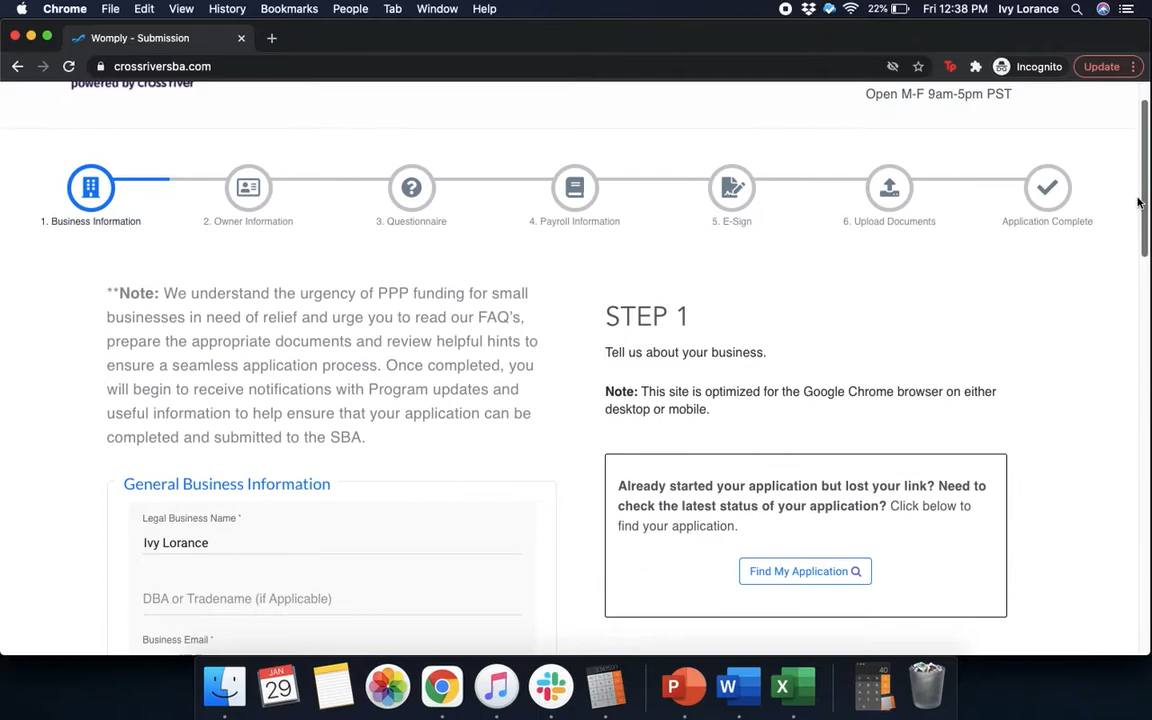 Chrome File Edit View History Bookmarks People Tab Window Help 22% Fri 12:38 PM Ivy Lorance
Womply - Submission
crossriversba.com Incognito Update
powered by cross river
Open M-F 9am-5pm PST
1. Business Information 2. Owner Information 3. Questionnaire 4. Payroll Information 5. E-Sign 6. Upload Documents Application Complete
**Note: We understand the urgency of PPP funding for small
businesses in need of relief and urge you to read our FAQ's,
prepare the appropriate documents and review helpful hints to
ensure a seamless application process. Once completed, you
will begin to receive notifications with Program updates and
useful information to help ensure that your application can be
completed and submitted to the SBA.
General Business Information
Legal Business Name *
Ivy Lorance
DBA or Tradename (if Applicable)
Business Email *
STEP 1
Tell us about your business.
Note: This site is optimized for the Google Chrome browser on either
desktop or mobile.
Already started your application but lost your link? Need to
check the latest status of your application? Click below to
find your application.
Find My Application
JAN
29
P
W
X
40